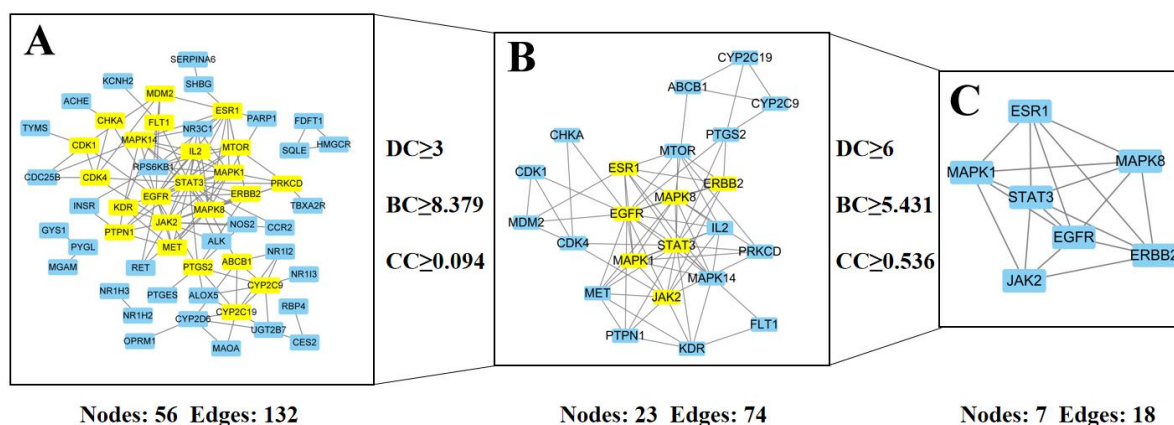 A
SERPINA6
KCNH2
SHBG
MDM2
ACHE
ESR1
CHKA
FLT1
PARP1
TYMS
NR3C1
FDFT1
MAPK14
MTOR
CDK1
IL2
SQLE
HMGCR
RPS6KB1
MAPK1
CDC25B
CDK4
STAT3
PRKCD
EGFR
ERBB2
INSR
KDR
MAPK8
TBXA2R
JAK2
NOS2
GYS1
PTPN1
CCR2
PYGL
MET
ALK
MGAM
RET
PTGS2
ABCB1
NR1I2
CYP2C9
NR1I3
NR1H3
PTGES
ALOX5
RBP4
NR1H2
CYP2D6
CYP2C19
UGT2B7
OPRM1
MAOA
CES2
Nodes: 56 Edges: 132
DC≥3
BC≥8.379
CC≥0.094
B
CYP2C19
ABCB1
CYP2C9
CHKA
PTGS2
MTOR
CDK1
ESR1
ERBB2
MAPK8
MDM2
EGFR
IL2
CDK4
STAT3
PRKCD
MAPK1
MAPK14
MET
JAK2
FLT1
PTPN1
KDR
Nodes: 23 Edges: 74
DC≥6
BC≥5.431
CC≥0.536
C
ESR1
MAPK8
MAPK1
STAT3
EGFR
ERBB2
JAK2
Nodes: 7 Edges: 18